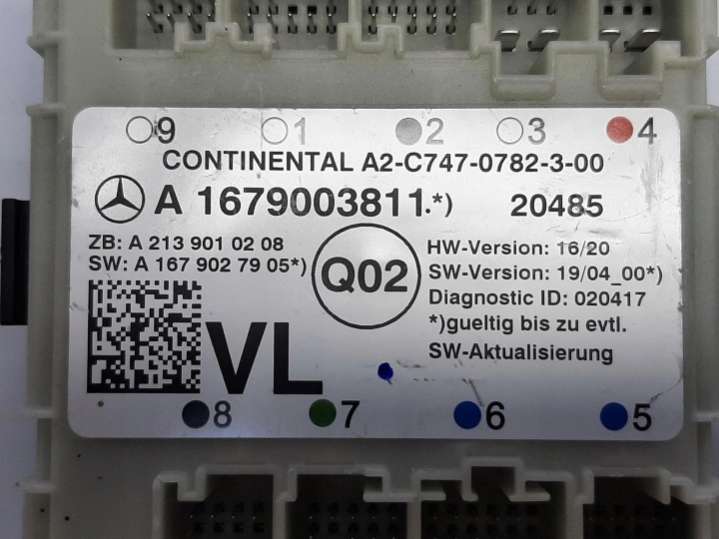 9 1 2 3 4
CONTINENTAL A2-C747-0782-3-00
A 1679003811.*) 20485
ZB: A 213 901 02 08
SW: A 167 902 79 05*)
Q02
HW-Version: 16/20
SW-Version: 19/04_00*)
Diagnostic ID: 020417
*)gueltig bis zu evtl.
SW-Aktualisierung
VL
8 7 6 5